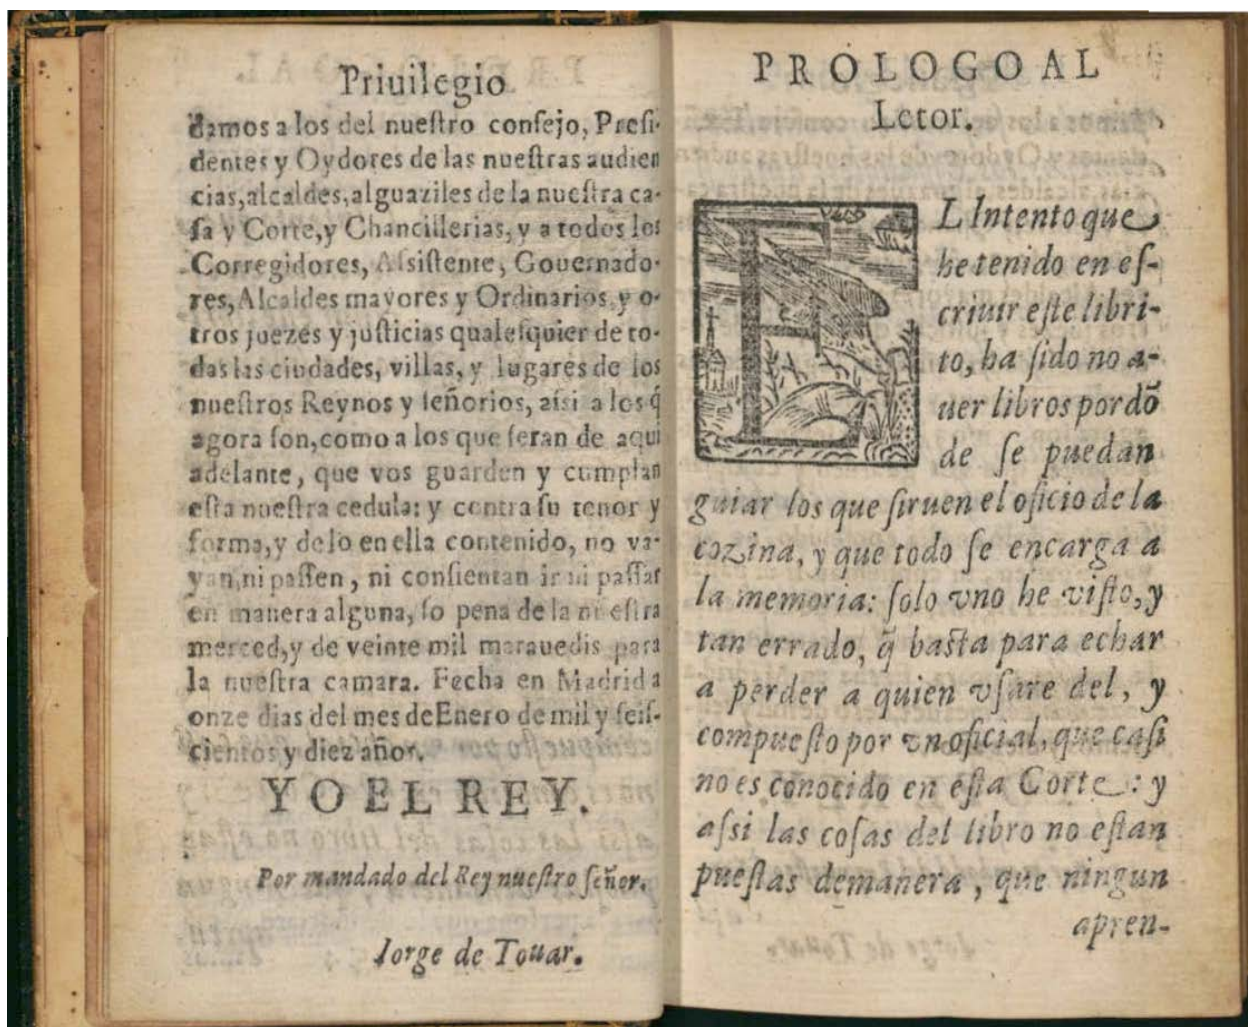 Priuilegio
damos a los del nueſtro conſejo, Preſi-
dentes y Oydores de las nueſtras audien
cias, alcaldes, alguaziles de la nueſtra ca-
ſa y Corte, y Chancillerias, y a todos los
Corregidores, Aſsiſtente, Gouernado-
res, Alcaldes mayores y Ordinarios, y o-
tros juezes y juſticias qualeſquier de to-
das las ciudades, villas, y lugares de los
nueſtros Reynos y ſeñorios, aſsi a los q̃
agora ſon, como a los que ſeran de aqui
adelante, que vos guarden y cumplan
eſta nueſtra cedula: y contra ſu tenor y
forma, y de lo en ella contenido, no va-
yan, ni paſſen, ni conſientan ir ni paſſar
en manera alguna, ſo pena de la nueſtra
merced, y de veinte mil marauedis para
la nueſtra camara. Fecha en Madrid a
onze dias del mes de Enero de mil y ſeiſ-
cientos y diez años.
YO EL REY.
Por mandado del Rey nueſtro ſeñor.
Iorge de Touar.
PROLOGO AL
Letor.
EL Intento que
he tenido en eſ-
criuir eſte libri-
to, ha ſido no a-
uer libros por dõ
de ſe puedan
guiar los que ſiruen el oficio de la
cozina, y que todo ſe encarga a
la memoria: ſolo vno he viſto, y
tan errado, q̃ baſta para echar
a perder a quien vſare del, y
compueſto por vn oficial, que caſi
no es conocido en eſta Corte: y
aſsi las coſas del libro no eſtan
pueſtas de manera, que ningun
apren-